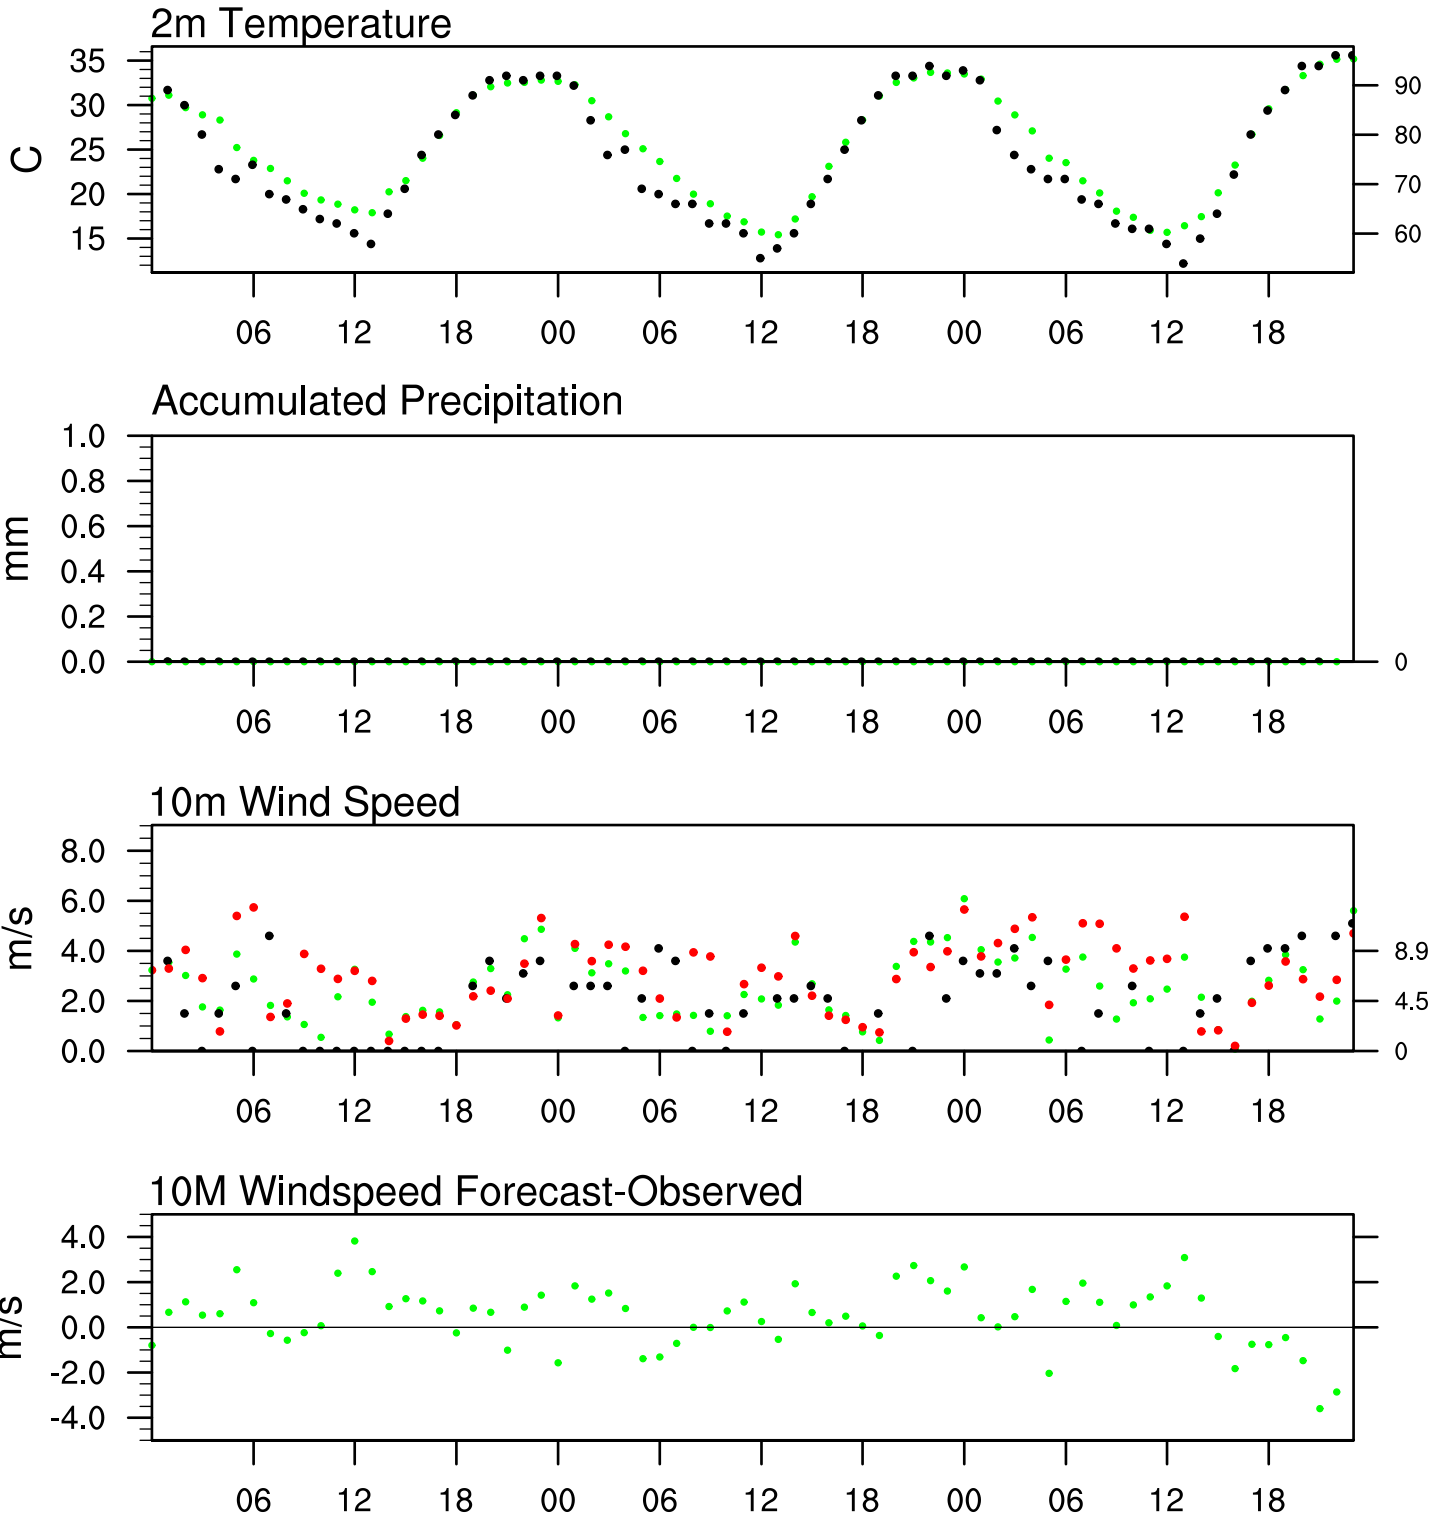 2m Temperature
35
30
25
20
15
C
90
80
70
60
06 12 18 00 06 12 18 00 06 12 18
Accumulated Precipitation
1.0
0.8
0.6
0.4
0.2
0.0
mm
0
06 12 18 00 06 12 18 00 06 12 18
10m Wind Speed
8.0
6.0
4.0
2.0
0.0
m/s
8.9
4.5
0
06 12 18 00 06 12 18 00 06 12 18
10M Windspeed Forecast-Observed
4.0
2.0
0.0
-2.0
-4.0
m/s
06 12 18 00 06 12 18 00 06 12 18